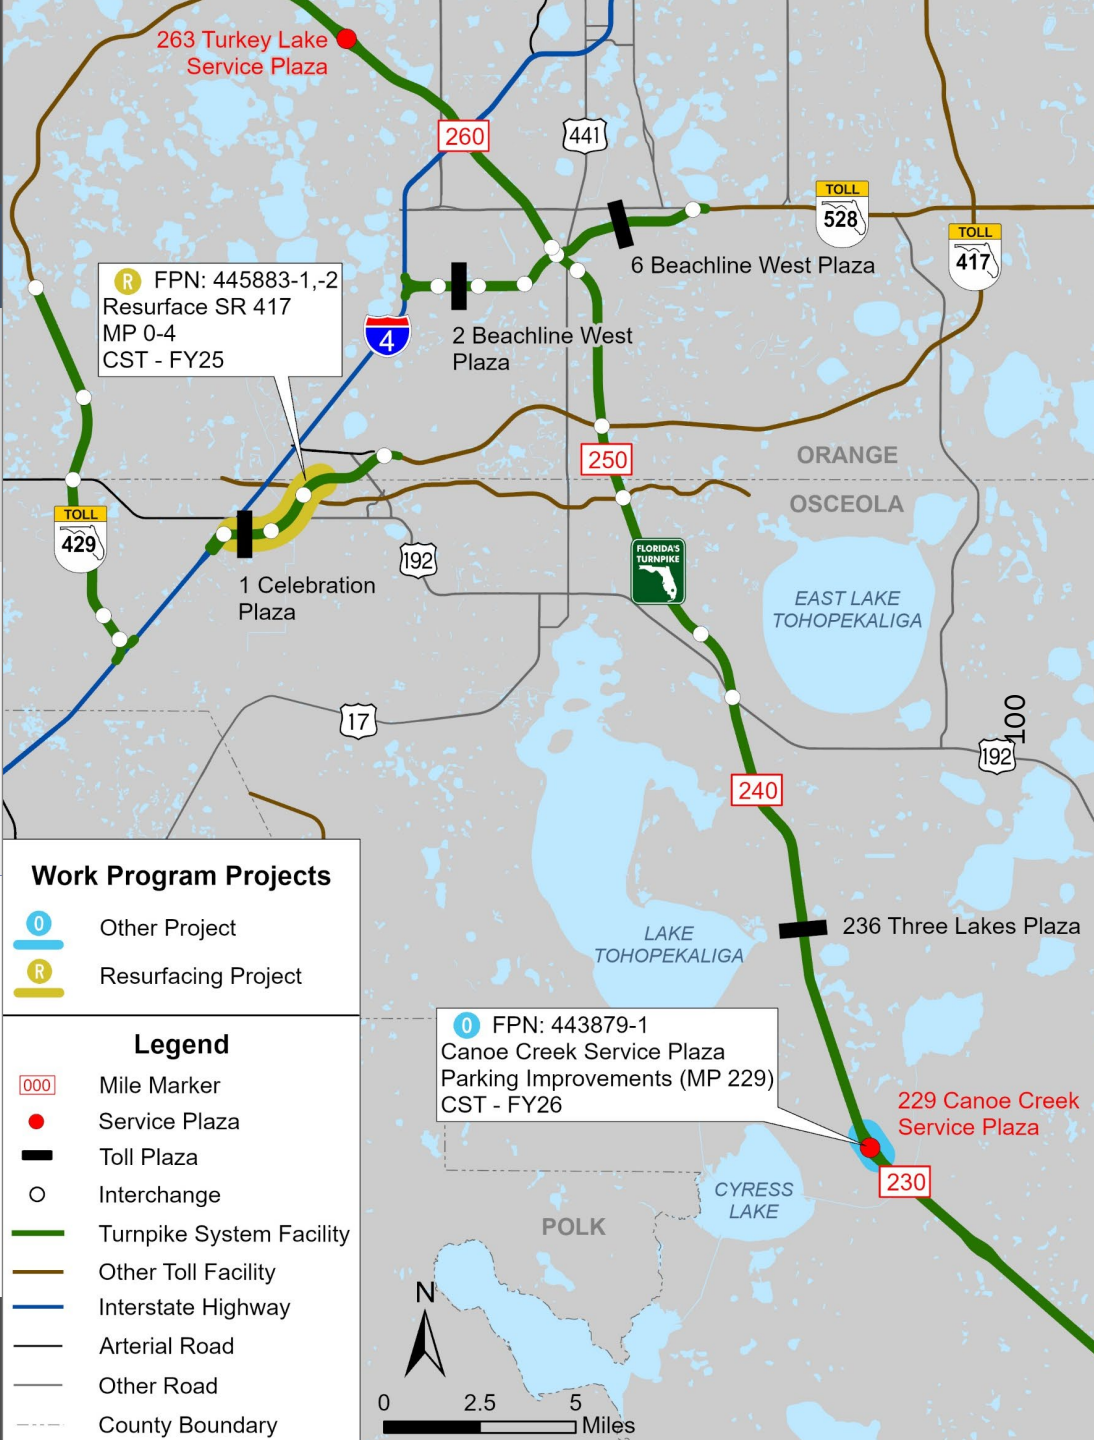 263 Turkey Lake
Service Plaza
260
441
TOLL
528
TOLL
417
6 Beachline West Plaza
R FPN: 445883-1,-2
Resurface SR 417
MP 0-4
CST - FY25
4
2 Beachline West
Plaza
ORANGE
250
OSCEOLA
TOLL
429
192
FLORIDA'S
TURNPIKE
1 Celebration
Plaza
EAST LAKE
TOHOPEKALIGA
17
100
192
240
Work Program Projects
O Other Project
R Resurfacing Project
236 Three Lakes Plaza
LAKE
TOHOPEKALIGA
O FPN: 443879-1
Canoe Creek Service Plaza
Parking Improvements (MP 229)
CST - FY26
229 Canoe Creek
Service Plaza
230
CYRESS
LAKE
POLK
Legend
000 Mile Marker
Service Plaza
Toll Plaza
Interchange
Turnpike System Facility
Other Toll Facility
Interstate Highway
Arterial Road
Other Road
County Boundary
N
0 2.5 5
Miles